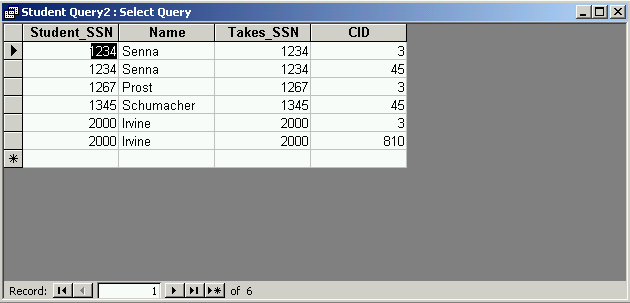 Student Query2 : Select Query
Student_SSN Name Takes_SSN CID
1234 Senna 1234 3
1234 Senna 1234 45
1267 Prost 1267 3
1345 Schumacher 1345 45
2000 Irvine 2000 3
2000 Irvine 2000 810
Record: 1 of 6